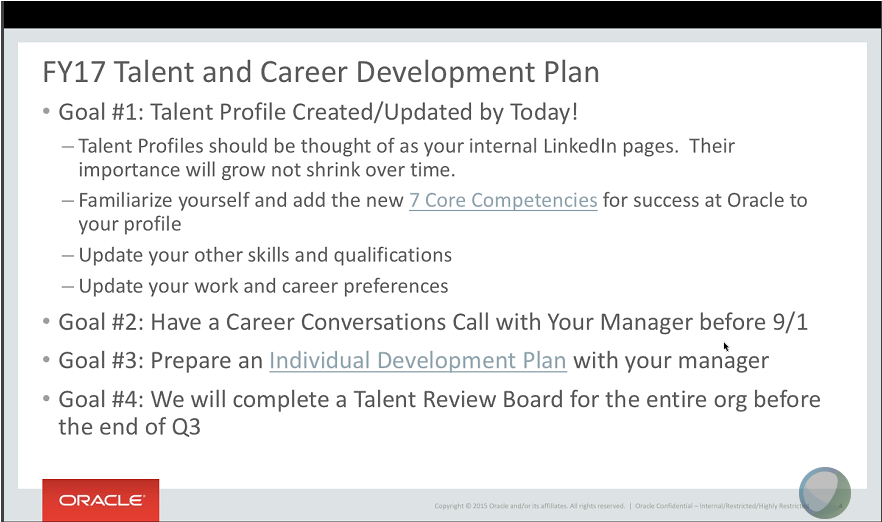 FY17 Talent and Career Development Plan
• Goal #1: Talent Profile Created/Updated by Today!
– Talent Profiles should be thought of as your internal LinkedIn pages.  Their
importance will grow not shrink over time.
– Familiarize yourself and add the new 7 Core Competencies for success at Oracle to
your profile
– Update your other skills and qualifications
– Update your work and career preferences
• Goal #2: Have a Career Conversations Call with Your Manager before 9/1
• Goal #3: Prepare an Individual Development Plan with your manager
• Goal #4: We will complete a Talent Review Board for the entire org before
the end of Q3
ORACLE®
Copyright © 2015 Oracle and/or its affiliates. All rights reserved.  |  Oracle Confidential – Internal/Restricted/Highly Restricted